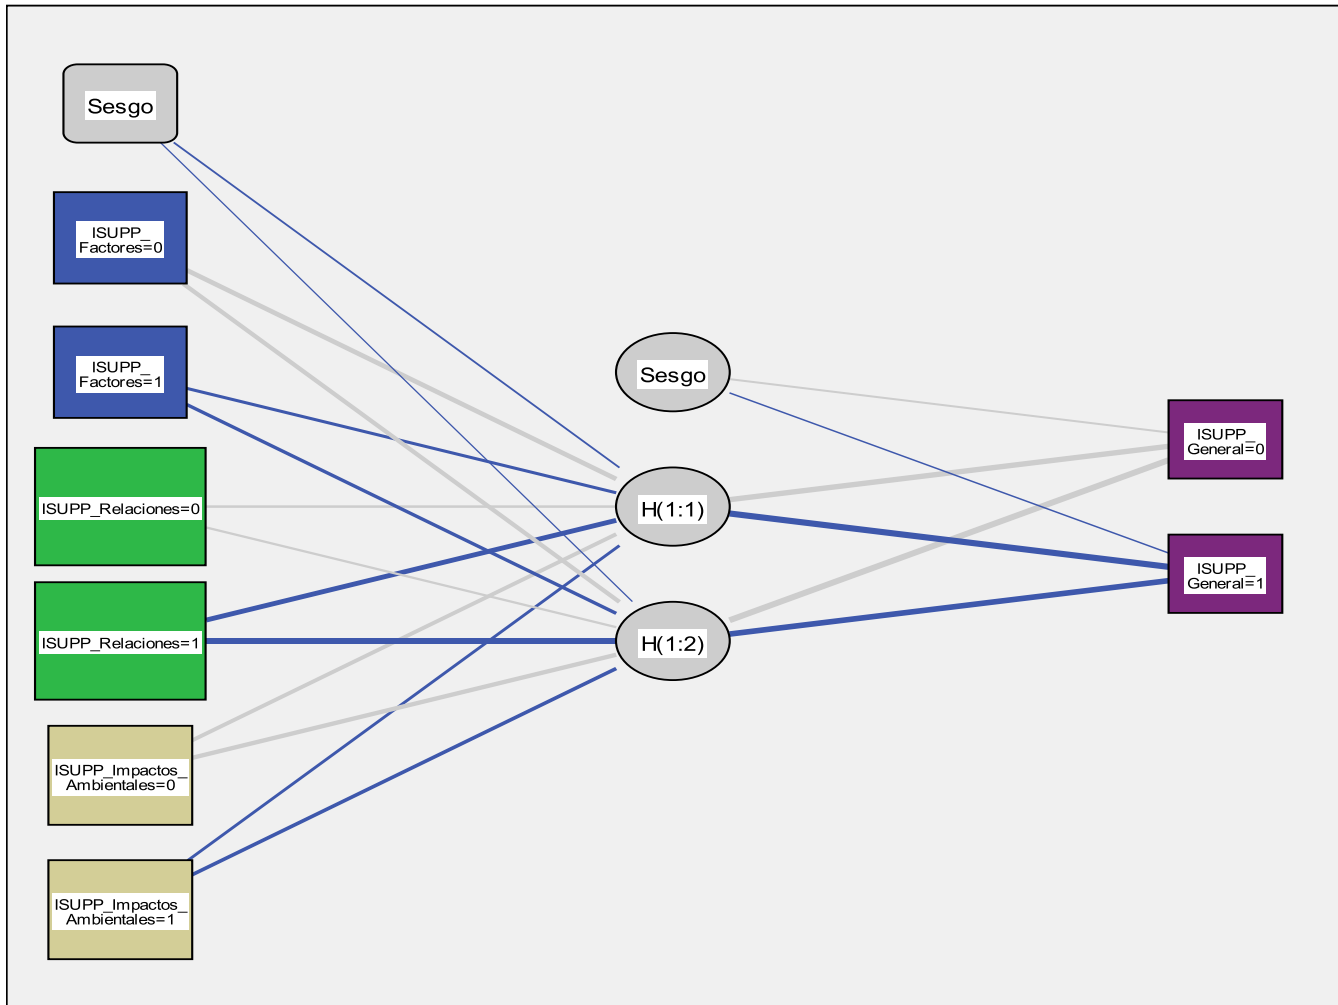 Sesgo
ISUPP_
Factores=0
ISUPP_
Factores=1
ISUPP_Relaciones=0
ISUPP_Relaciones=1
ISUPP_Impactos_
Ambientales=0
ISUPP_Impactos_
Ambientales=1
Sesgo
H(1:1)
H(1:2)
ISUPP_
General=0
ISUPP_
General=1